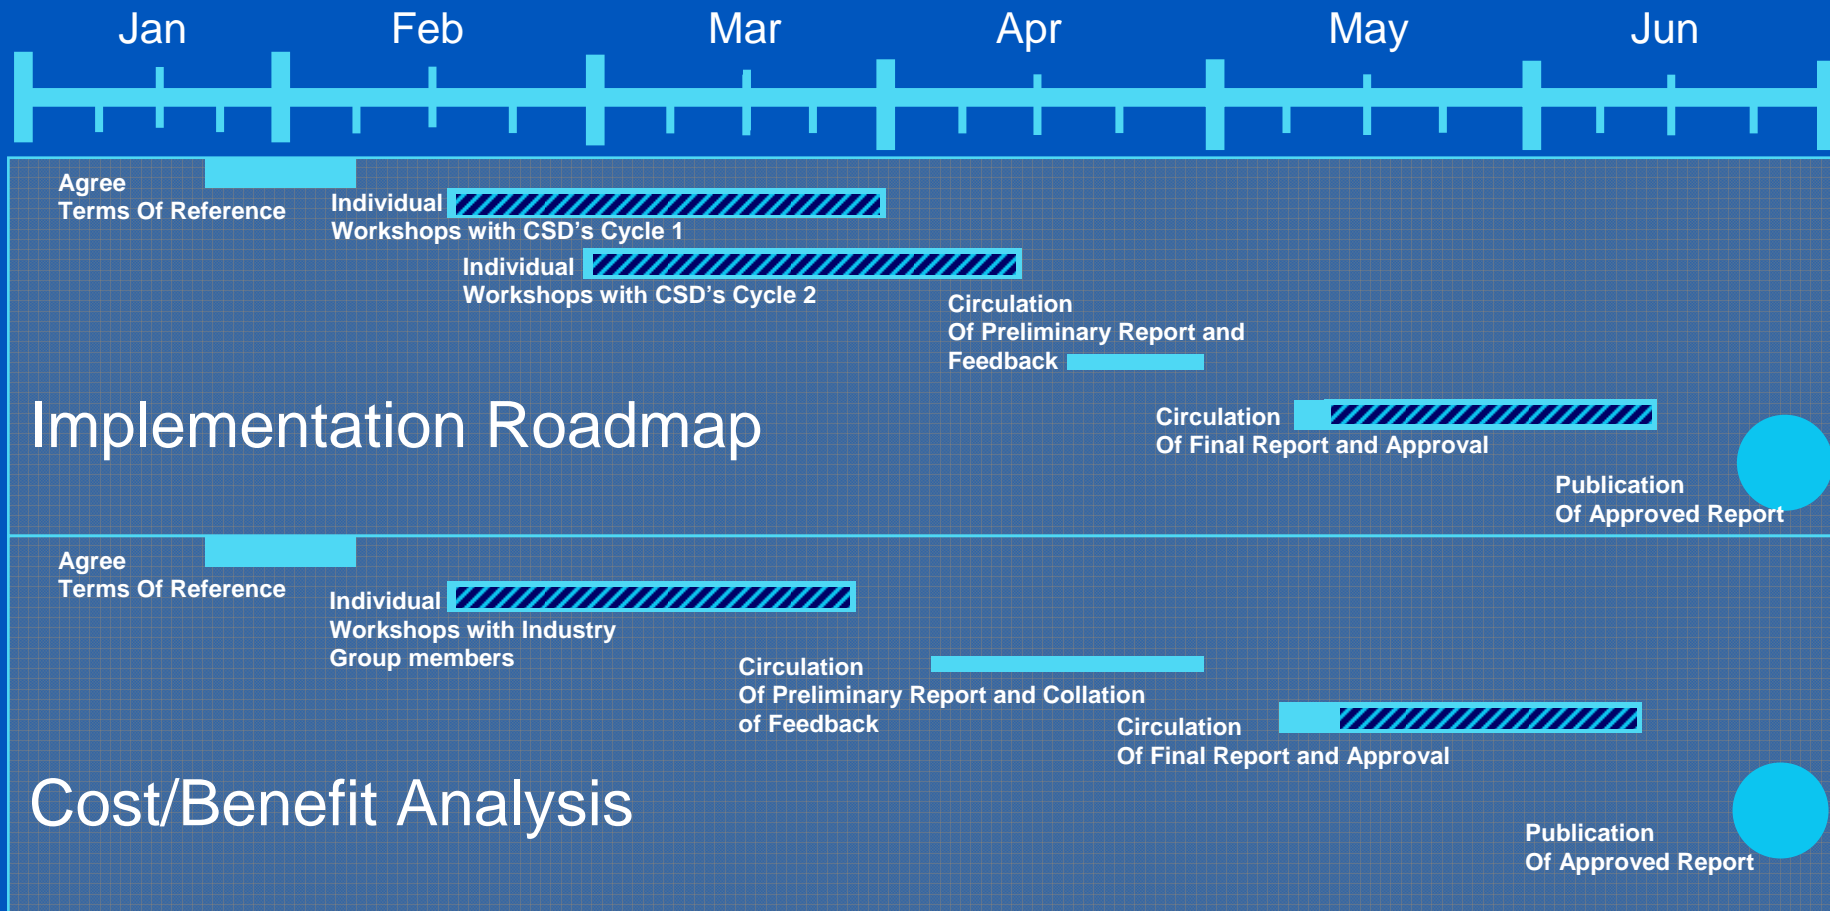 Jan Feb Mar Apr May Jun
Agree
Terms Of Reference
Individual
Workshops with CSD's Cycle 1
Individual
Workshops with CSD's Cycle 2
Circulation
Of Preliminary Report and
Feedback
Implementation Roadmap
Circulation
Of Final Report and Approval
Publication
Of Approved Report
Agree
Terms Of Reference
Individual
Workshops with Industry
Group members
Circulation
Of Preliminary Report and Collation
of Feedback
Circulation
Of Final Report and Approval
Cost/Benefit Analysis
Publication
Of Approved Report